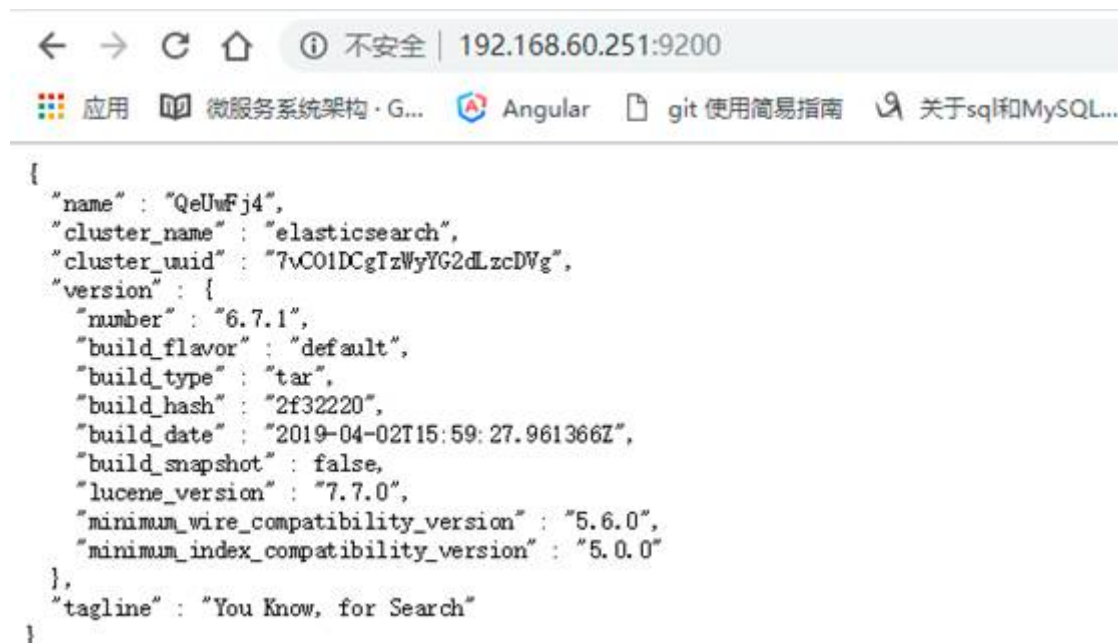 不安全 | 192.168.60.251:9200
应用 微服务系统架构 · G... Angular git 使用简易指南 关于sql和MySQL...
{
"name" : "QeUwFj4",
"cluster_name" : "elasticsearch",
"cluster_uuid" : "7vCO1DCgTzWyYG2dLzcDVg",
"version" : {
"number" : "6.7.1",
"build_flavor" : "default",
"build_type" : "tar",
"build_hash" : "2f32220",
"build_date" : "2019-04-02T15:59:27.961366Z",
"build_snapshot" : false,
"lucene_version" : "7.7.0",
"minimum_wire_compatibility_version" : "5.6.0",
"minimum_index_compatibility_version" : "5.0.0"
},
"tagline" : "You Know, for Search"
}